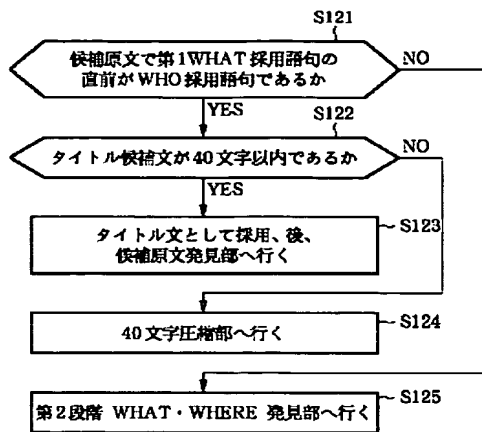 S121
候補原文で第1WHAT採用語句の
直前がWHO採用語句であるか
NO
YES
S122
タイトル候補文が40文字以内であるか
NO
YES
S123
タイトル文として採用、後、
候補原文発見部へ行く
S124
40文字圧縮部へ行く
S125
第2段階 WHAT・WHERE 発見部へ行く